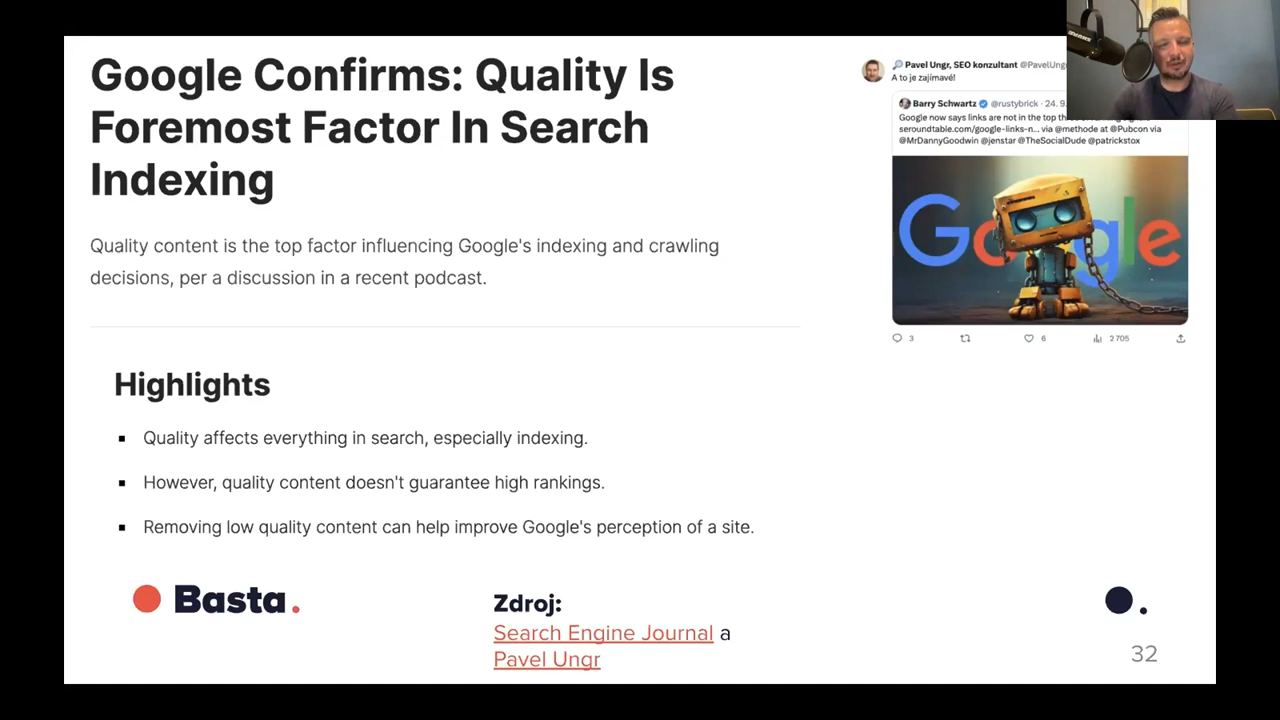 Google Confirms: Quality Is
Foremost Factor In Search
Indexing
Quality content is the top factor influencing Google's indexing and crawling
decisions, per a discussion in a recent podcast.
Highlights
▪ Quality affects everything in search, especially indexing.
▪ However, quality content doesn't guarantee high rankings.
▪ Removing low quality content can help improve Google's perception of a site.
Pavel Ungr, SEO konzultant @PavelUngr
A to je zajímavé!
Barry Schwartz @rustybrick · 24. 9.
Google now says links are not in the top
seroundtable.com/google-links-n... via @methode at @Pubcon via
@MrDannyGoodwin @jenstar @TheSocialDude @patrickstox
Google
3 6 2 705
Basta.
Zdroj:
Search Engine Journal a
Pavel Ungr
32